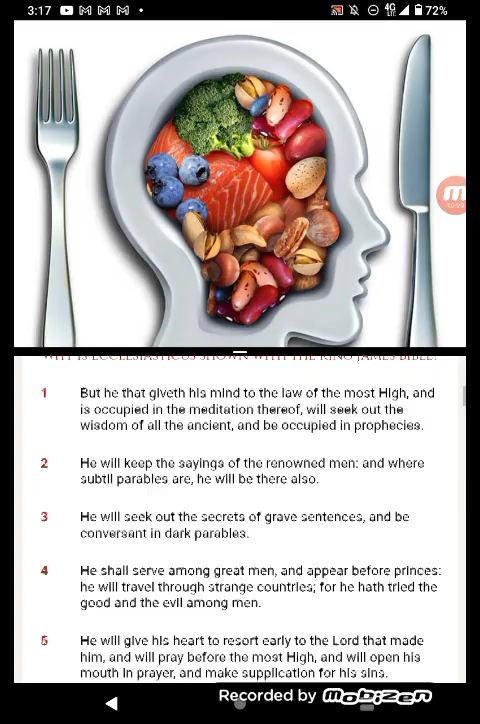 3:17
4G
72%
10:29
WHY IS ECCLESIASTICUS SHOWN WITH THE KING JAMES BIBLE?
1 But he that giveth his mind to the law of the most High, and
is occupied in the meditation thereof, will seek out the
wisdom of all the ancient, and be occupied in prophecies.
2 He will keep the sayings of the renowned men: and where
subtil parables are, he will be there also.
3 He will seek out the secrets of grave sentences, and be
conversant in dark parables.
4 He shall serve among great men, and appear before princes:
he will travel through strange countries; for he hath tried the
good and the evil among men.
5 He will give his heart to resort early to the Lord that made
him, and will pray before the most High, and will open his
mouth in prayer, and make supplication for his sins.
Recorded by mobizen